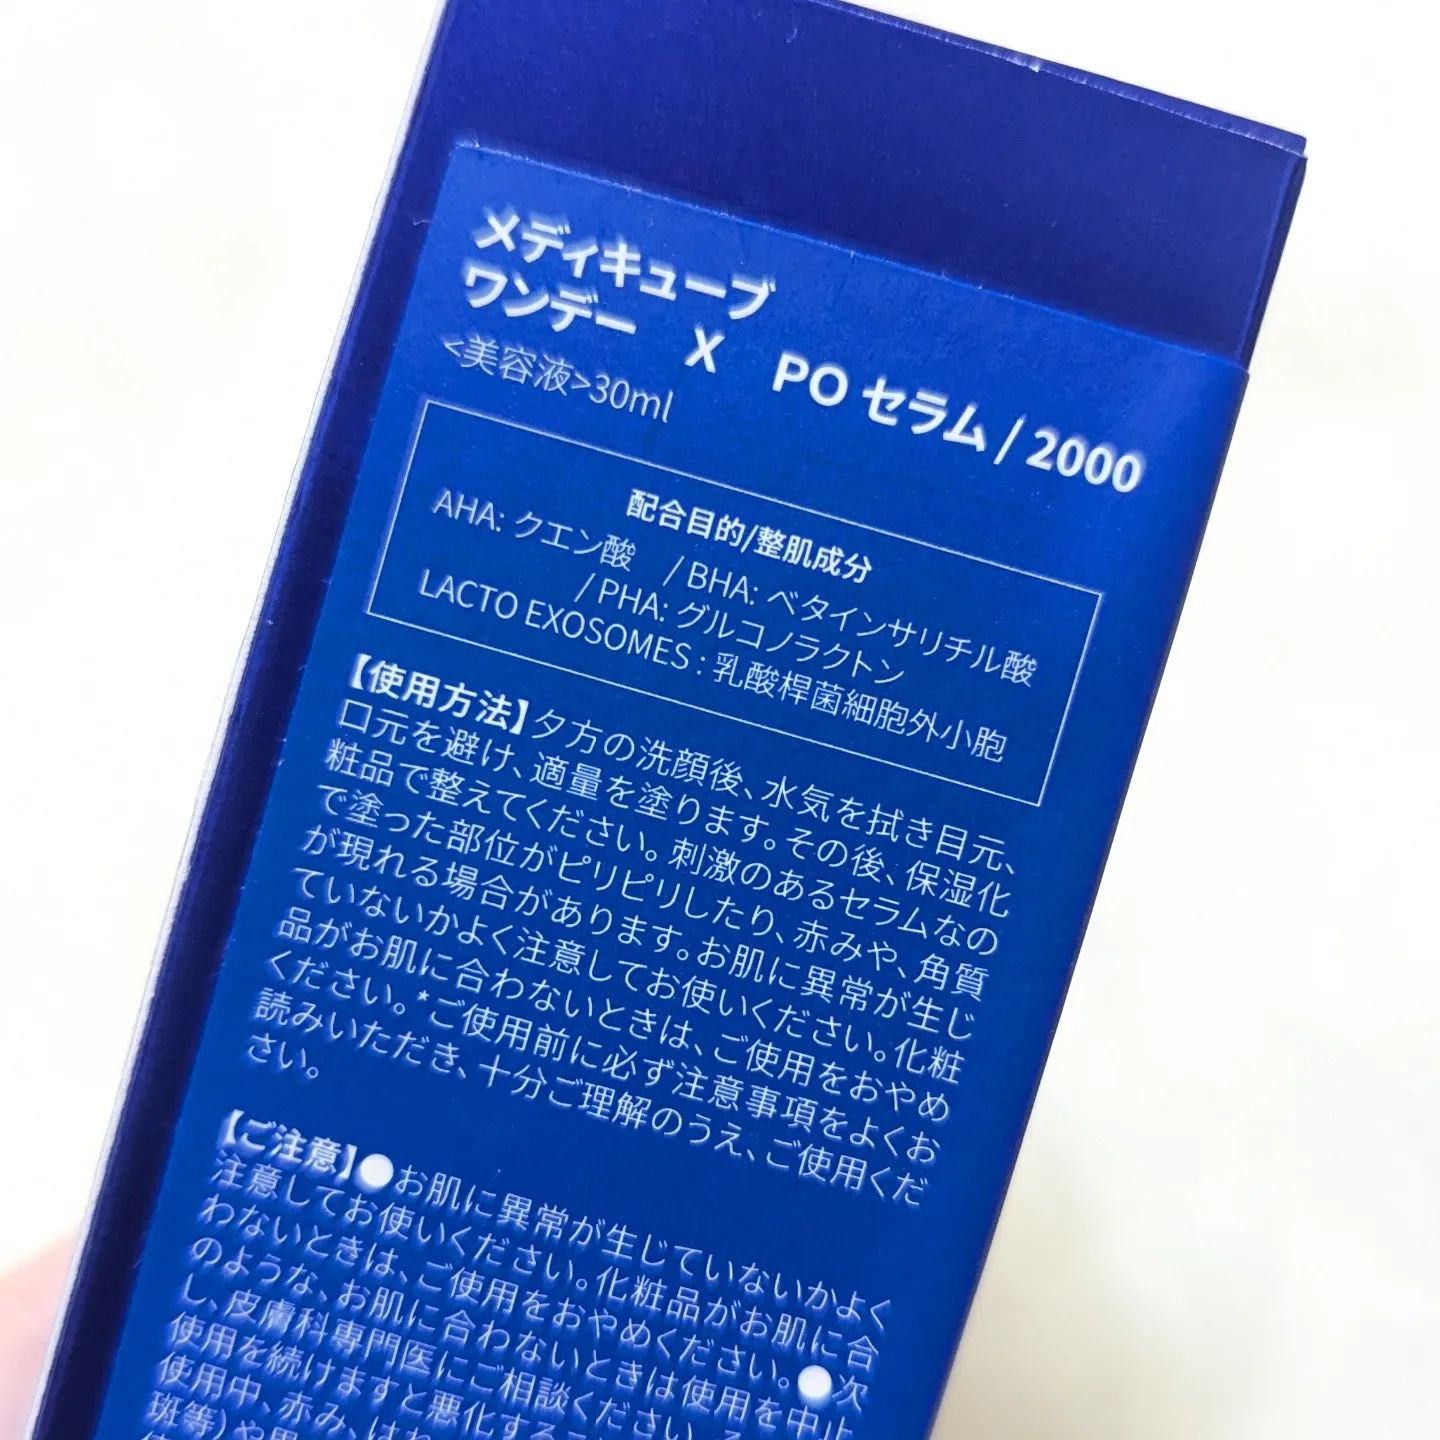 メディキューブ
ワンデー X PO セラム / 2000
<美容液>30ml
配合目的/整肌成分
AHA: クエン酸 / BHA: ベタインサリチル酸
/ PHA: グルコノラクトン
LACTO EXOSOMES : 乳酸桿菌細胞外小胞
【使用方法】夕方の洗顔後、水気を拭き目元、
口元を避け、適量を塗ります。その後、保湿化
粧品で整えてください。刺激のあるセラムなの
で塗った部位がピリピリしたり、赤みや、角質
が現れる場合があります。お肌に異常が生じ
ていないかよく注意してお使いください。化粧
品がお肌に合わないときは、ご使用をおやめ
ください。*ご使用前に必ず注意事項をよくお
読みいただき、十分ご理解のうえ、ご使用くだ
さい。
【ご注意】●お肌に異常が生じていないかよく
注意してお使いください。化粧品がお肌に合
わないときは、ご使用をおやめください。●次
のような、お肌に合わないときは使用を中止
し、皮膚科専門医にご相談ください。
使用を続けますと悪化する
使用中、赤み、はれ
班等)や黒